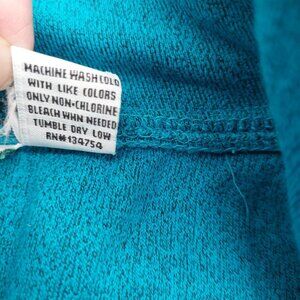 MACHINE WASH COLD
WITH LIKE COLORS
ONLY NON-CHLORINE
BLEACH WHN NEEDED
TUMBLE DRY LOW
RN# 134754